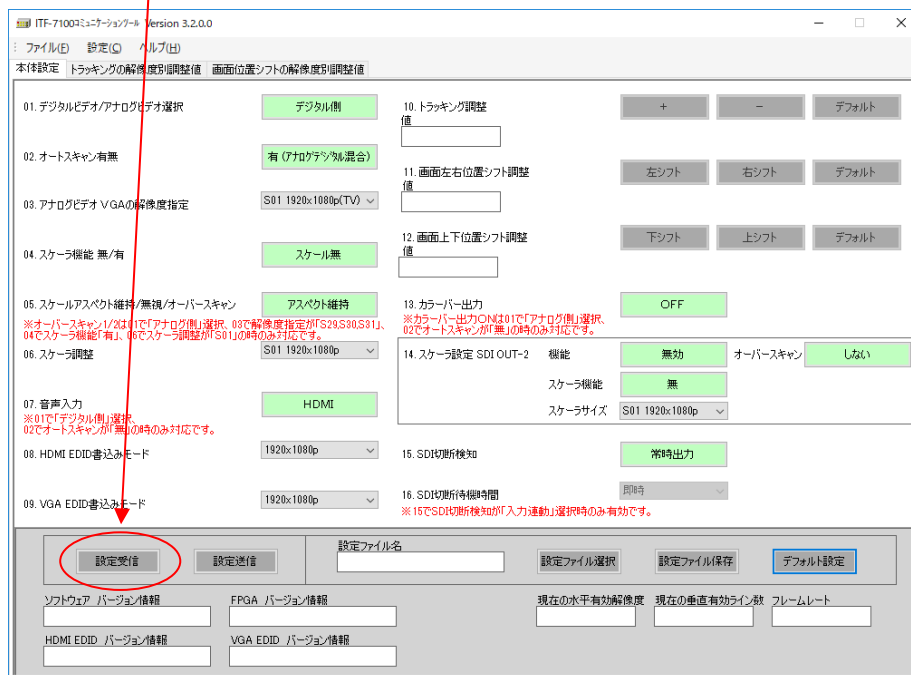 ITF-7100コミュニケーションツール Version 3.2.0.0
ファイル(F) 設定(C) ヘルプ(H)
本体設定 トラッキングの解像度別調整値 画面位置シフトの解像度別調整値
01. デジタルビデオ/アナログビデオ選択 デジタル側
02. オートスキャン有無 有 (アナログデジタル混合)
03. アナログビデオ VGAの解像度指定 S01 1920x1080p(TV)
04. スケーラ機能 無/有 スケール無
05. スケールアスペクト維持/無視/オーバースキャン アスペクト維持
※オーバースキャン1/2は01で「アナログ側」選択、03で解像度指定が「S29,S30,S31」、
04でスケーラ機能「有」、06でスケーラ調整が「S01」の時のみ対応です。
06. スケーラ調整 S01 1920x1080p
07. 音声入力 HDMI
※01で「デジタル側」選択、
02でオートスキャンが「無」の時のみ対応です。
08. HDMI EDID書込みモード 1920x1080p
09. VGA EDID書込みモード 1920x1080p
10. トラッキング調整 + - デフォルト
値
11. 画面左右位置シフト調整 左シフト 右シフト デフォルト
値
12. 画面上下位置シフト調整 下シフト 上シフト デフォルト
値
13. カラーバー出力 OFF
※カラーバー出力ONは01で「アナログ側」選択、
02でオートスキャンが「無」の時のみ対応です。
14. スケーラ設定 SDI OUT-2 機能 無効 オーバースキャン しない
スケーラ機能 無
スケーラサイズ S01 1920x1080p
15. SDI切断検知 常時出力
16. SDI切断待機時間 即時
※15でSDI切断検知が「入力連動」選択時のみ有効です。
設定受信 設定送信 設定ファイル名 設定ファイル選択 設定ファイル保存 デフォルト設定
ソフトウェア バージョン情報 FPGA バージョン情報 現在の水平有効解像度 現在の垂直有効ライン数 フレームレート
HDMI EDID バージョン情報 VGA EDID バージョン情報